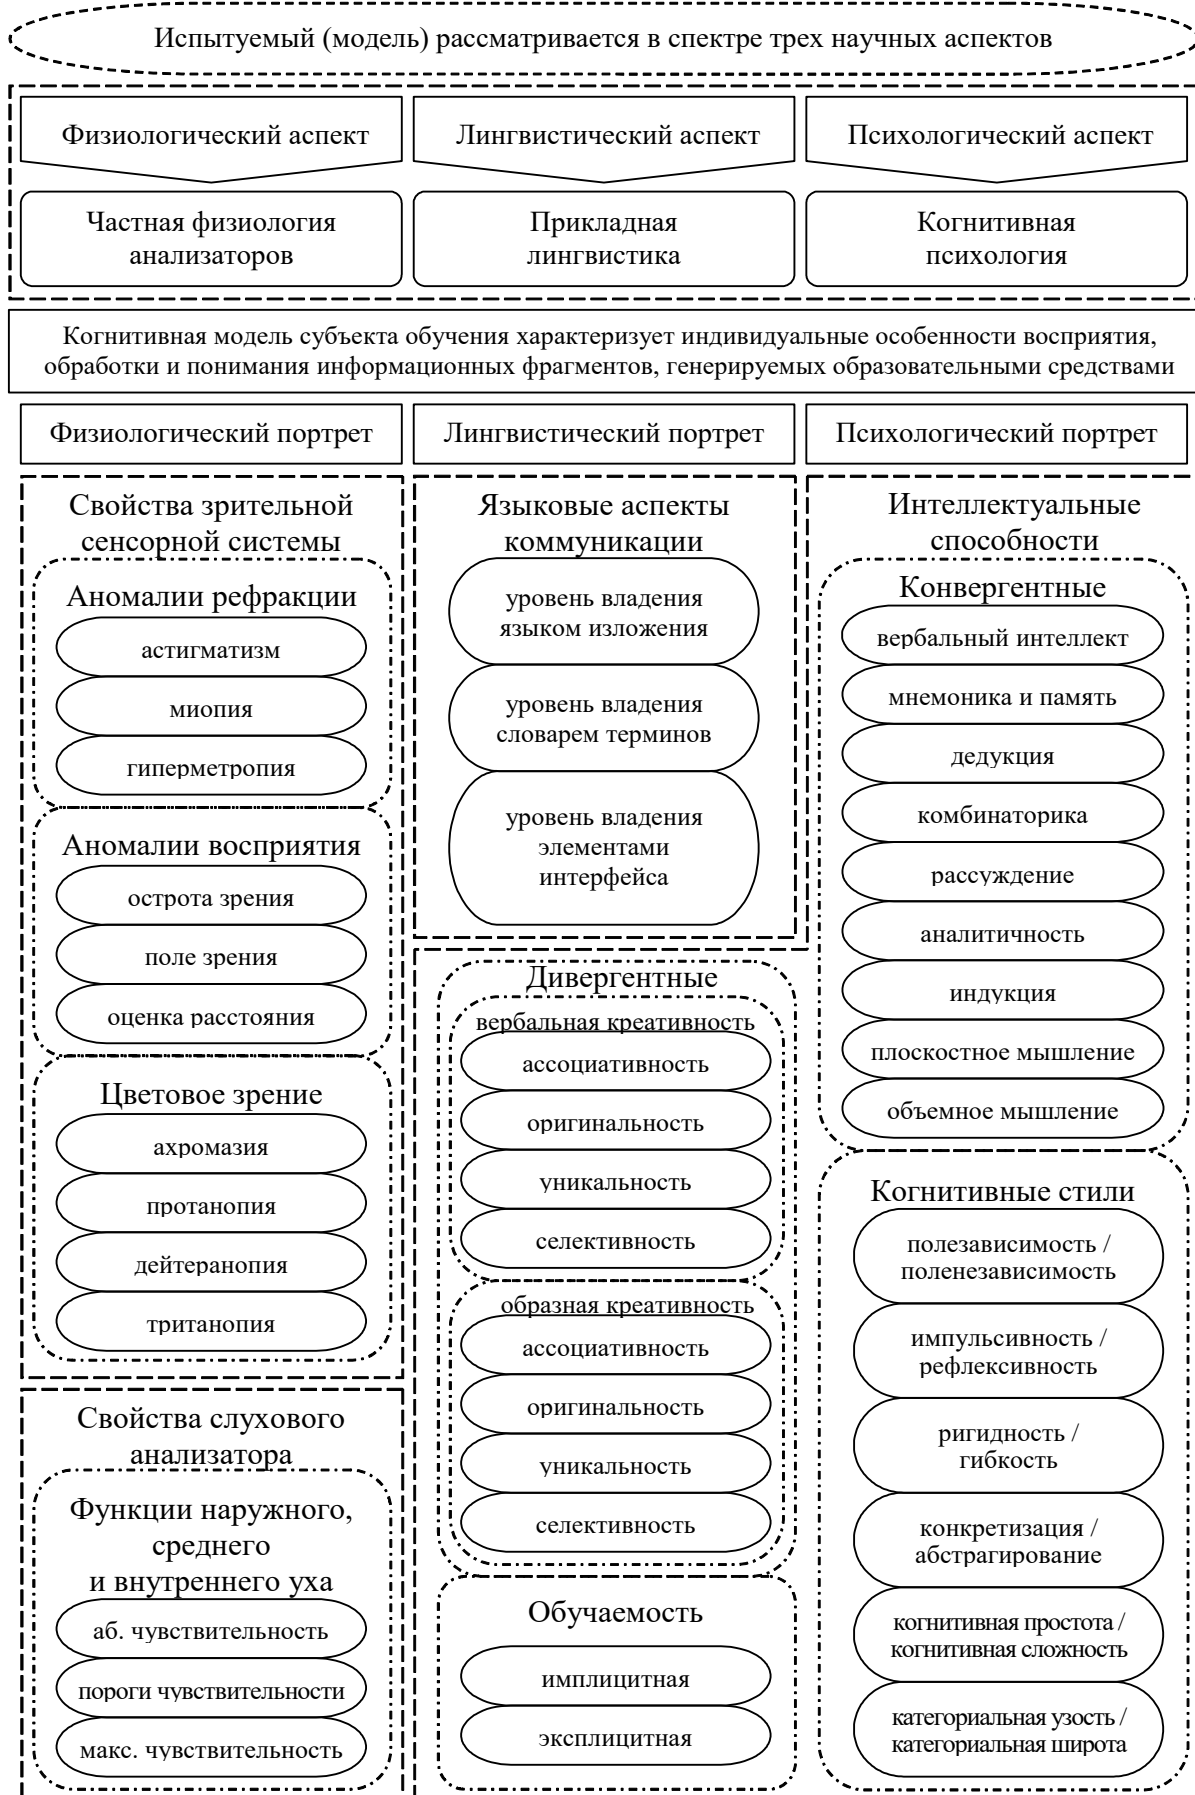 Испытуемый (модель) рассматривается в спектре трех научных аспектов
Физиологический аспект
Лингвистический аспект
Психологический аспект
Частная физиология
анализаторов
Прикладная
лингвистика
Когнитивная
психология
Когнитивная модель субъекта обучения характеризует индивидуальные особенности восприятия,
обработки и понимания информационных фрагментов, генерируемых образовательными средствами
Физиологический портрет
Лингвистический портрет
Психологический портрет
Свойства зрительной
сенсорной системы
Аномалии рефракции
астигматизм
миопия
гиперметропия
Аномалии восприятия
острота зрения
поле зрения
оценка расстояния
Цветовое зрение
ахромазия
протанопия
дейтеранопия
тританопия
Свойства слухового
анализатора
Функции наружного,
среднего
и внутреннего уха
аб. чувствительность
пороги чувствительности
макс. чувствительность
Языковые аспекты
коммуникации
уровень владения
языком изложения
уровень владения
словарем терминов
уровень владения
элементами
интерфейса
Интеллектуальные
способности
Конвергентные
вербальный интеллект
мнемоника и память
дедукция
комбинаторика
рассуждение
аналитичность
индукция
плоскостное мышление
объемное мышление
Дивергентные
вербальная креативность
ассоциативность
оригинальность
уникальность
селективность
образная креативность
ассоциативность
оригинальность
уникальность
селективность
Обучаемость
имплицитная
эксплицитная
Когнитивные стили
полезависимость /
поленезависимость
импульсивность /
рефлексивность
ригидность /
гибкость
конкретизация /
абстрагирование
когнитивная простота /
когнитивная сложность
категориальная узость /
категориальная широта